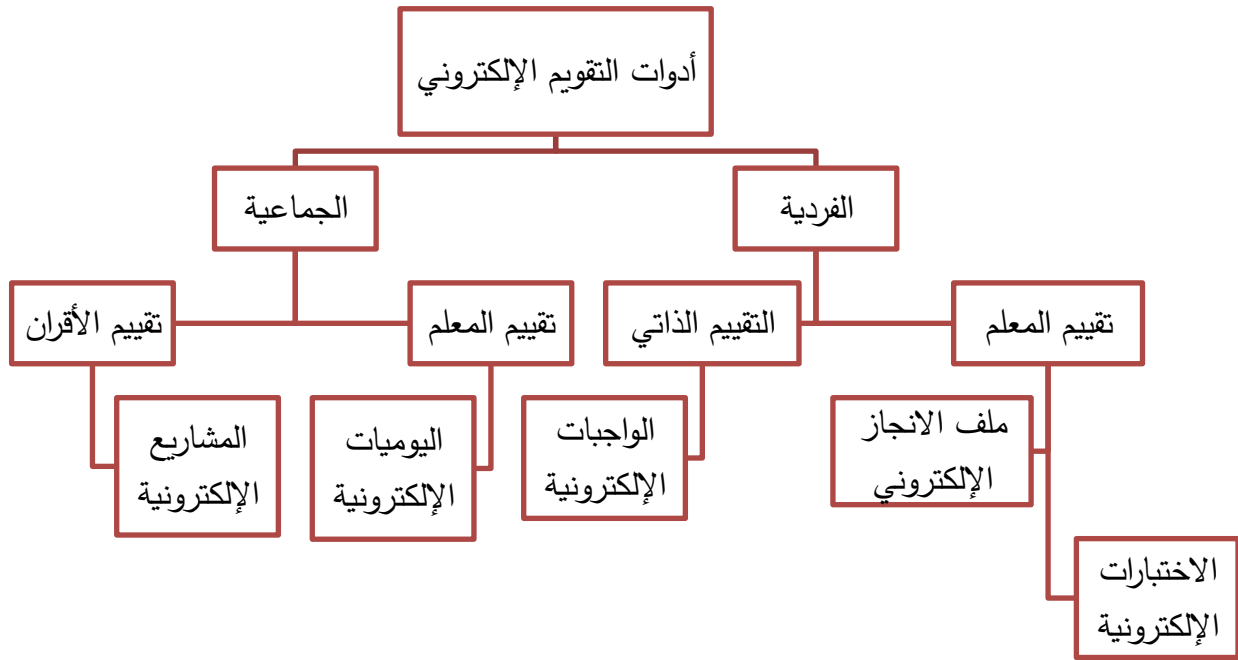 أدوات التقويم الإلكتروني
الفردية
الجماعية
تقييم المعلم
التقييم الذاتي
تقييم المعلم
تقييم الأقران
ملف الانجاز
الإلكتروني
الواجبات
الإلكترونية
اليوميات
الإلكترونية
المشاريع
الإلكترونية
الاختبارات
الإلكترونية